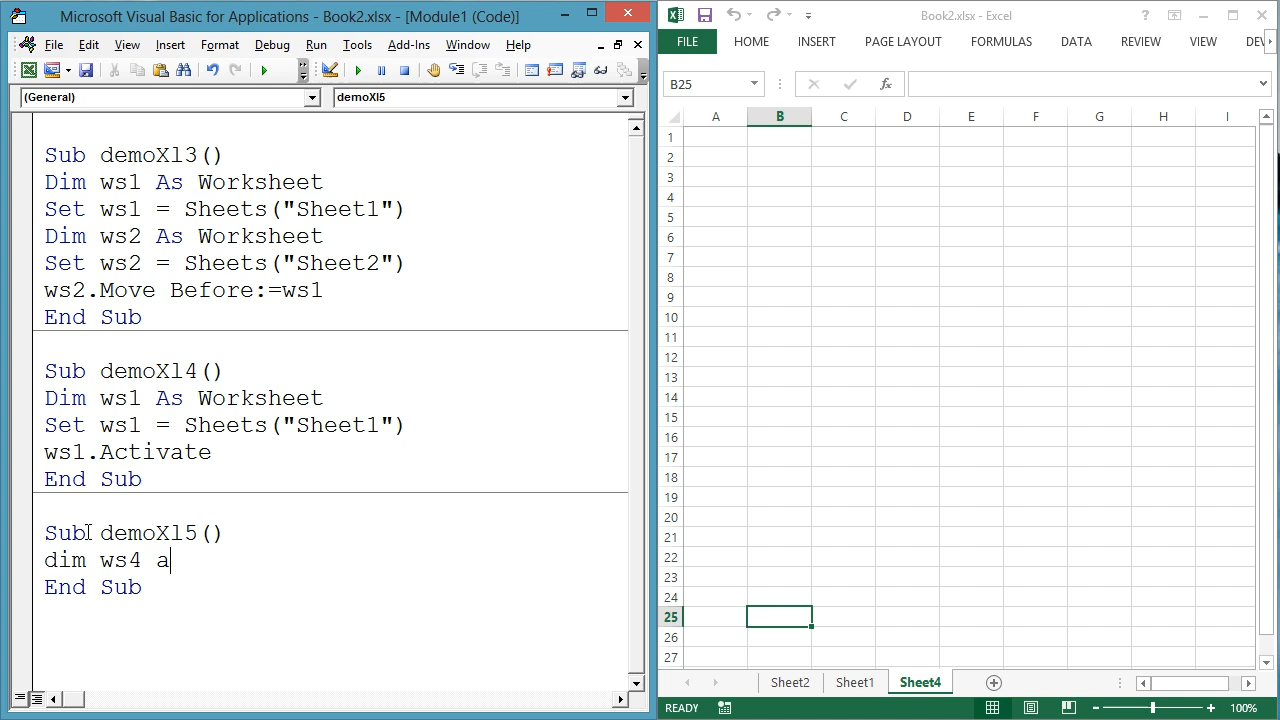 Microsoft Visual Basic for Applications - Book2.xlsx - [Module1 (Code)]
File Edit View Insert Format Debug Run Tools Add-Ins Window Help
(General) demoXl5
Sub demoXl3()
Dim ws1 As Worksheet
Set ws1 = Sheets("Sheet1")
Dim ws2 As Worksheet
Set ws2 = Sheets("Sheet2")
ws2.Move Before:=ws1
End Sub
Sub demoXl4()
Dim ws1 As Worksheet
Set ws1 = Sheets("Sheet1")
ws1.Activate
End Sub
Sub demoXl5()
dim ws4 a
End Sub
Book2.xlsx - Excel
FILE HOME INSERT PAGE LAYOUT FORMULAS DATA REVIEW VIEW
B25 fx
A B C D E F G H I
1
2
3
4
5
6
7
8
9
10
11
12
13
14
15
16
17
18
19
20
21
22
23
24
25
26
27
Sheet2 Sheet1 Sheet4
READY 100%